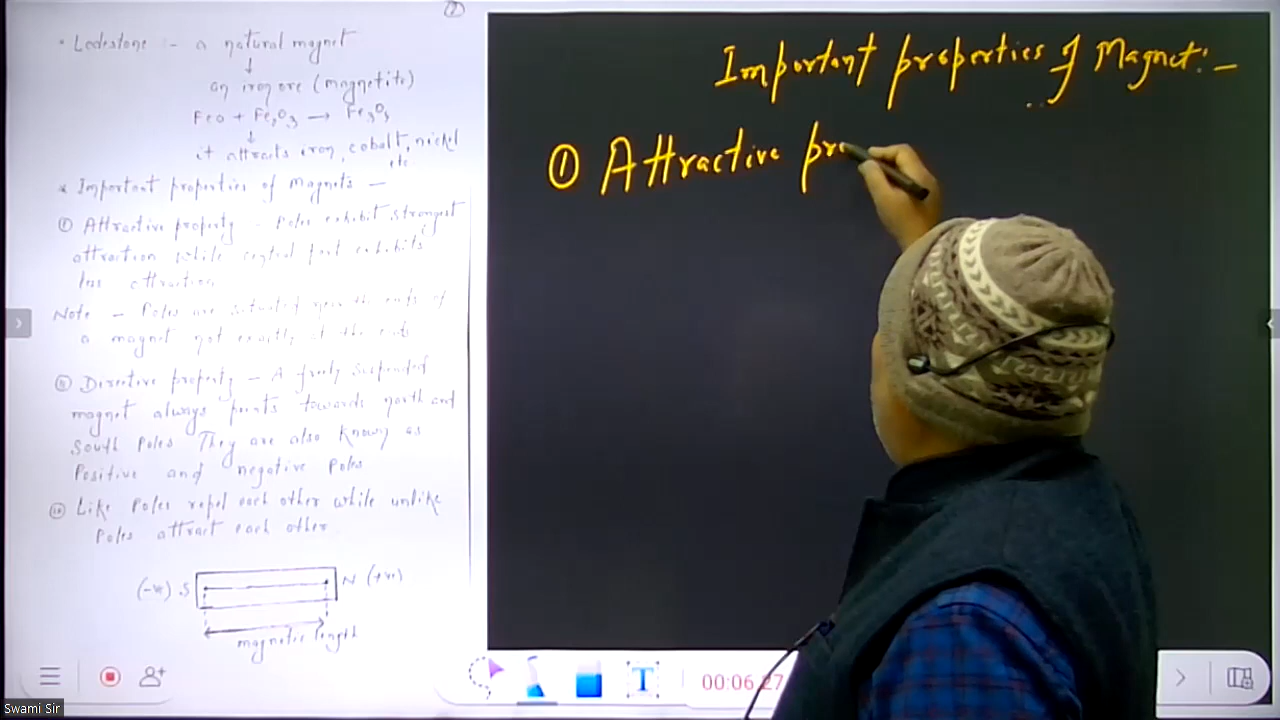 2
* Lodestone :- a natural magnet
↓
an iron ore (magnetite)
FeO + Fe₂O₃ → Fe₃O₄
↓
it attracts iron, cobalt, nickel
etc.
* Important properties of magnets –
① Attractive property - Poles exhibit strongest
attraction while central part exhibits
less attraction
Note - Poles are situated near the ends of
a magnet not exactly at the ends
② Directive property - A freely suspended
magnet always points towards north and
south poles They are also known as
Positive and negative Poles
Like Poles repel each other while unlike
Poles attract each other.
(-ve) S N (+ve)
magnetic length
Important properties of Magnet:-
① Attractive pro
00:06:27
T
Swami Sir